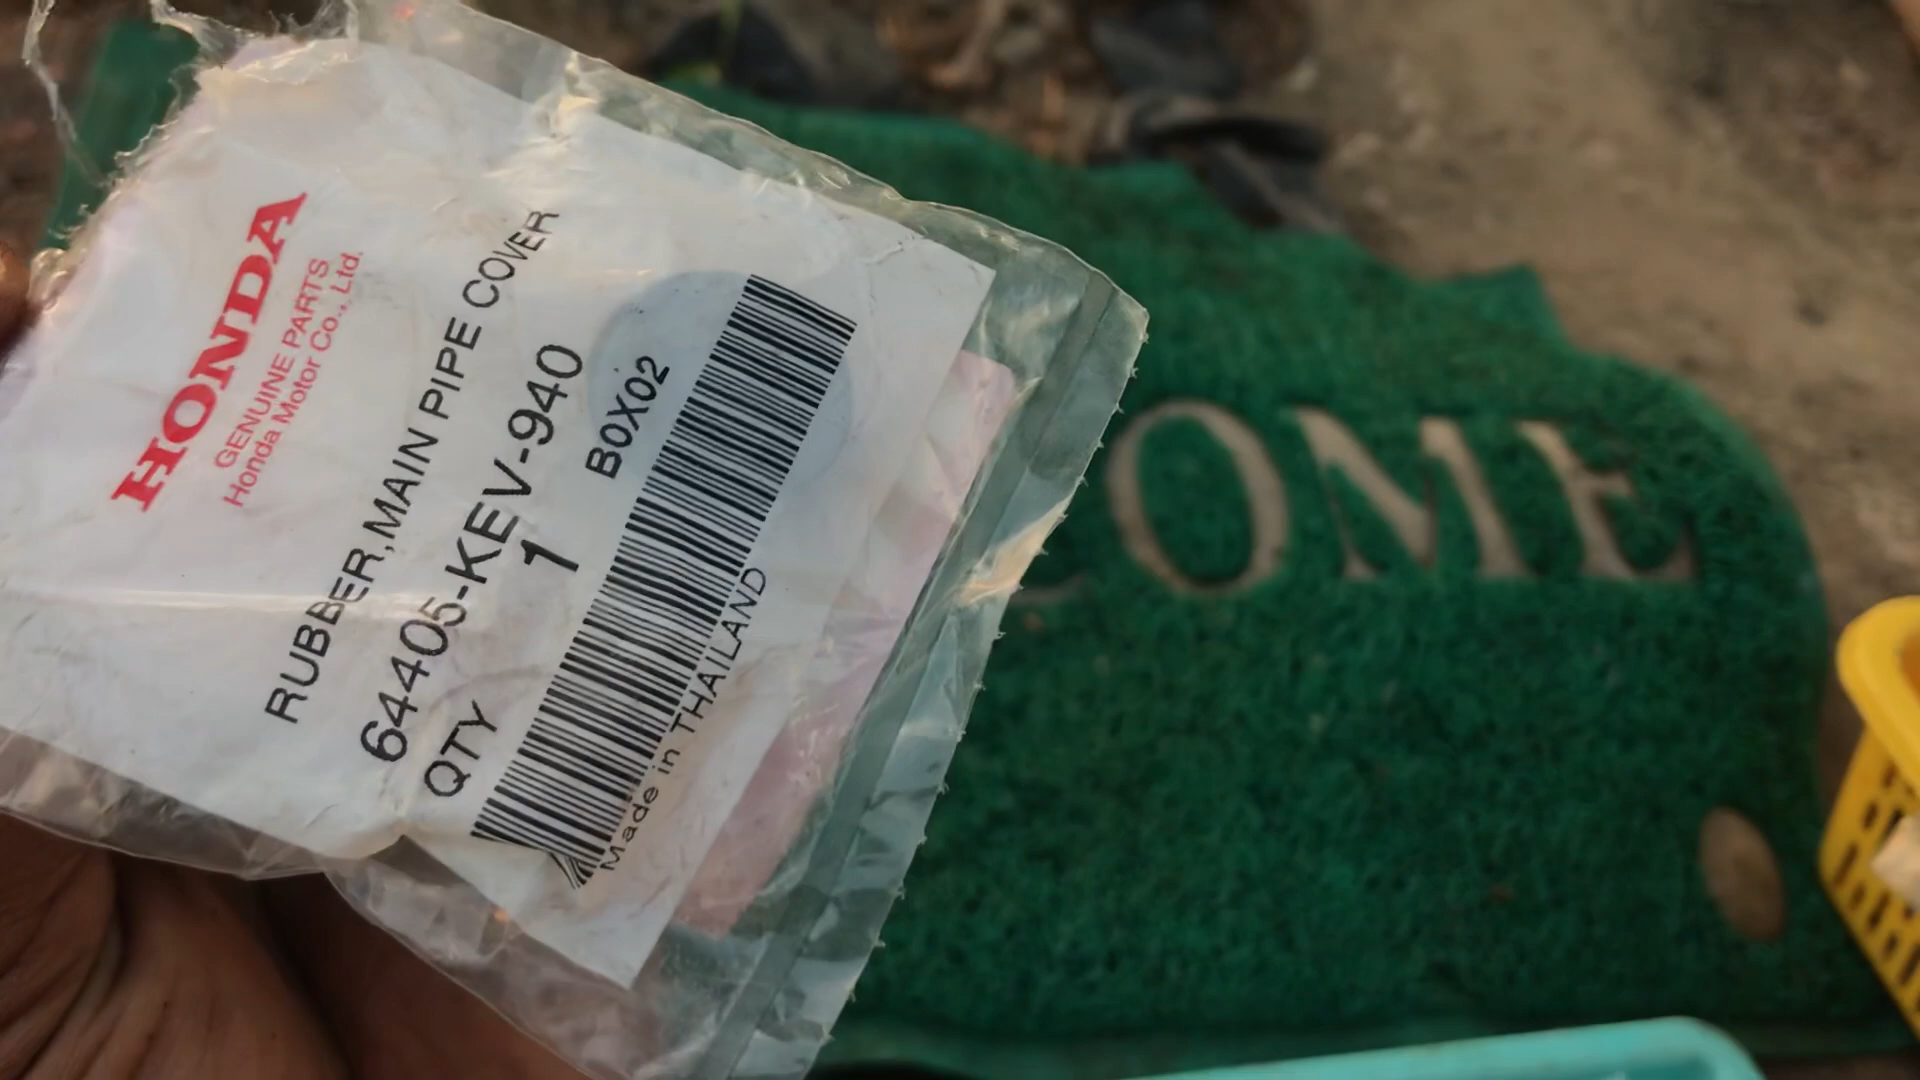 HONDA
GENUINE PARTS
Honda Motor Co., Ltd.
RUBBER,MAIN PIPE COVER
64405-KEV-940
QTY 1
BOX02
Made in THAILAND
OME